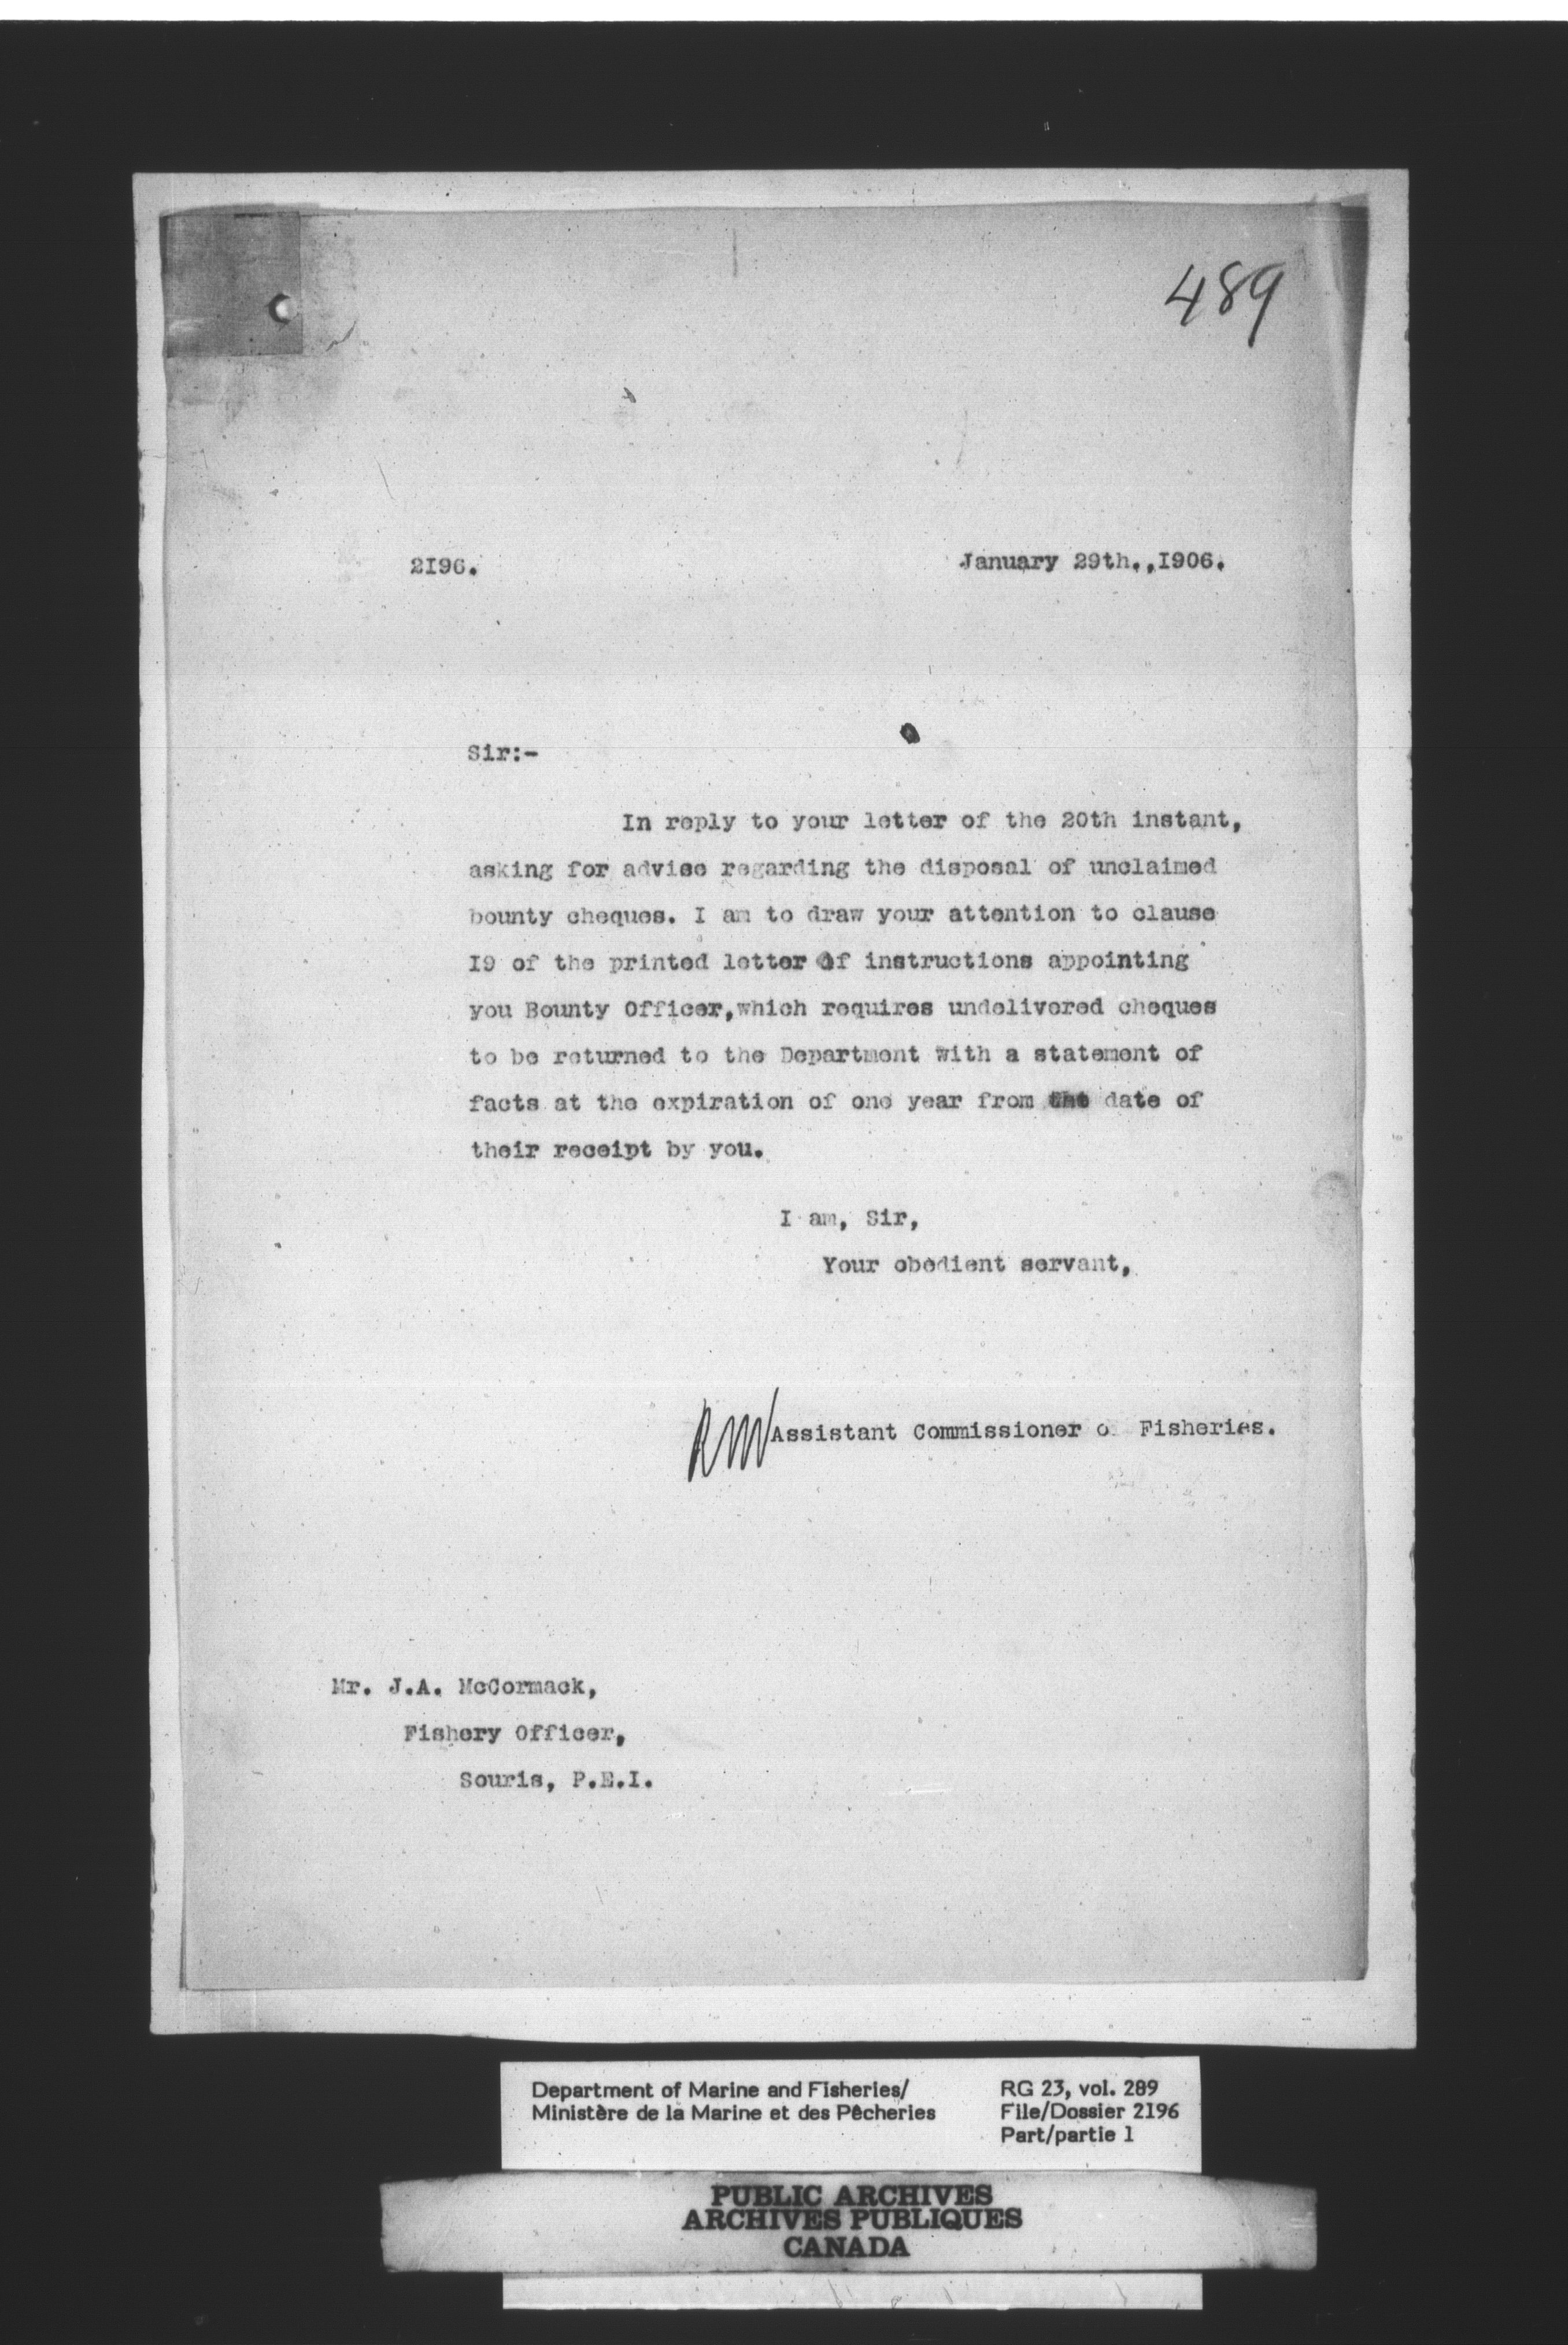 489
2I96.
January 29th.,I906.
Sir:-
In reply to your letter of the 20th instant,
asking for advise regarding the disposal of unclaimed
bounty cheques. I am to draw your attention to clause
I9 of the printed letter of instructions appointing
you Bounty Officer,which requires undelivered cheques
to be returned to the Department with a statement of
facts at the expiration of one year from the date of
their receipt by you.
I am, Sir,
Your obedient servant,
Assistant Commissioner o Fisheries.
Mr. J.A. McCormack,
Fishery Officer,
Souris, P.E.I.
Department of Marine and Fisheries/
Ministère de la Marine et des Pêcheries
RG 23, vol. 289
File/Dossier 2196
Part/partie 1
PUBLIC ARCHIVES
ARCHIVES PUBLIQUES
CANADA